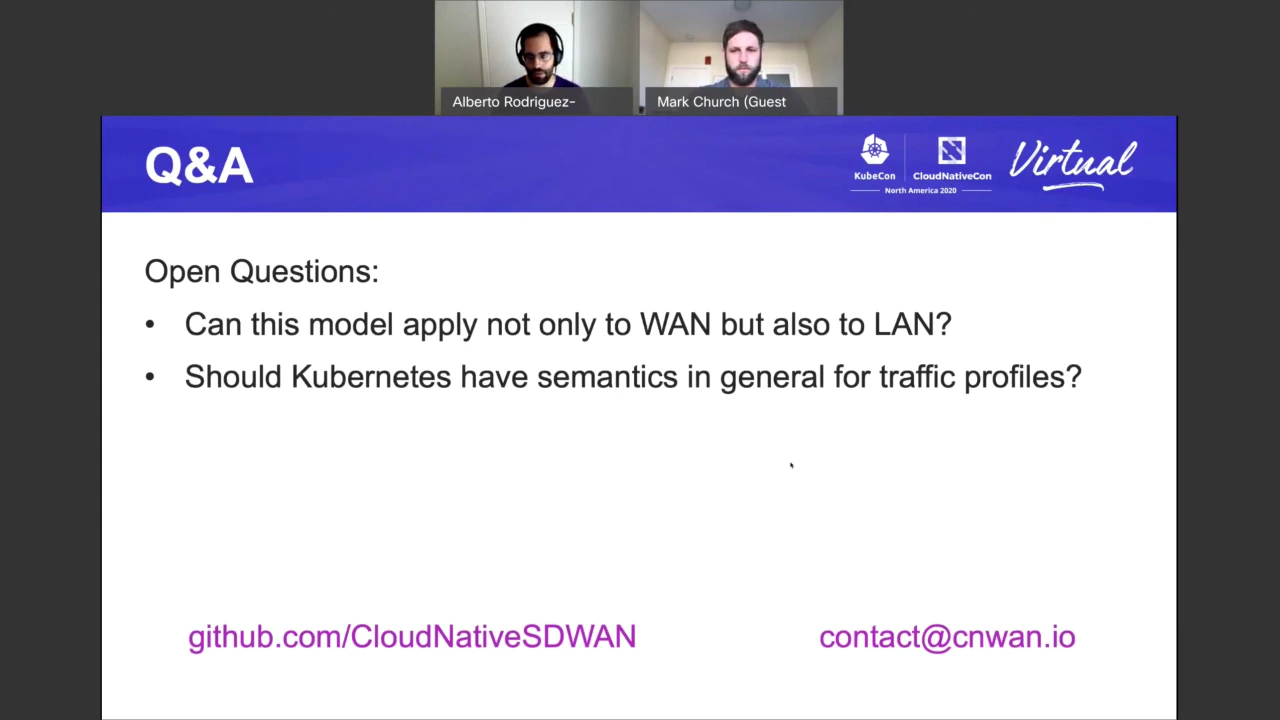 Alberto Rodriguez-
Mark Church (Guest
Q&A
KubeCon
CloudNativeCon
North America 2020
Virtual
Open Questions:
• Can this model apply not only to WAN but also to LAN?
• Should Kubernetes have semantics in general for traffic profiles?
github.com/CloudNativeSDWAN
contact@cnwan.io